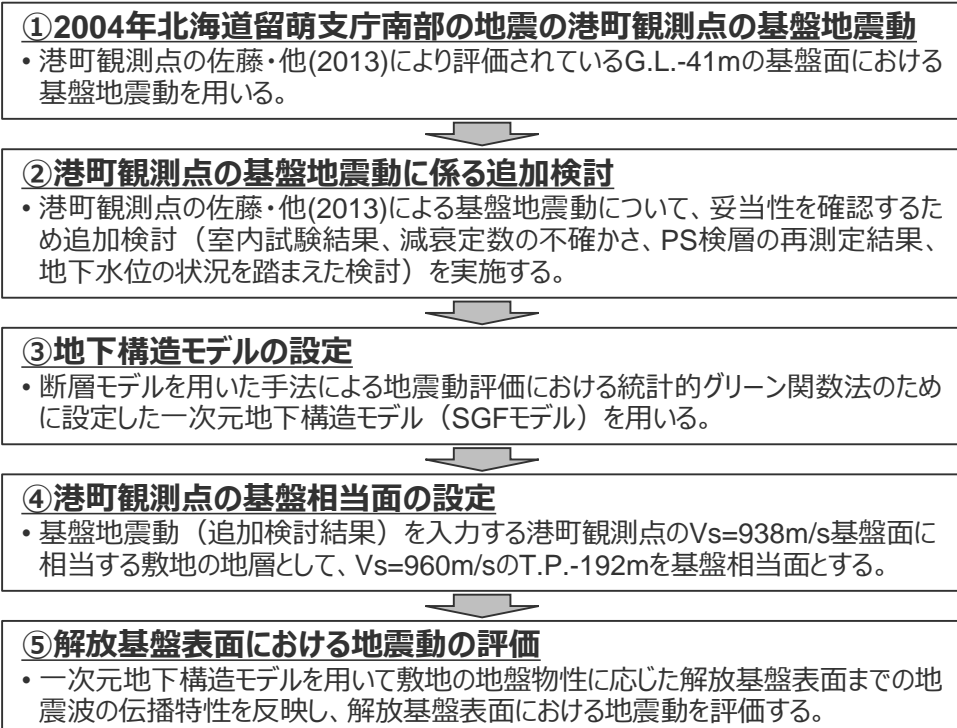 ①2004年北海道留萌支庁南部の地震の港町観測点の基盤地震動
• 港町観測点の佐藤・他(2013)により評価されているG.L.-41mの基盤面における
基盤地震動を用いる。
②港町観測点の基盤地震動に係る追加検討
• 港町観測点の佐藤・他(2013)による基盤地震動について、妥当性を確認するた
め追加検討（室内試験結果、減衰定数の不確かさ、PS検層の再測定結果、
地下水位の状況を踏まえた検討）を実施する。
③地下構造モデルの設定
• 断層モデルを用いた手法による地震動評価における統計的グリーン関数法のため
に設定した一次元地下構造モデル（SGFモデル）を用いる。
④港町観測点の基盤相当面の設定
• 基盤地震動（追加検討結果）を入力する港町観測点のVs=938m/s基盤面に
相当する敷地の地層として、Vs=960m/sのT.P.-192mを基盤相当面とする。
⑤解放基盤表面における地震動の評価
• 一次元地下構造モデルを用いて敷地の地盤物性に応じた解放基盤表面までの地
震波の伝播特性を反映し、解放基盤表面における地震動を評価する。